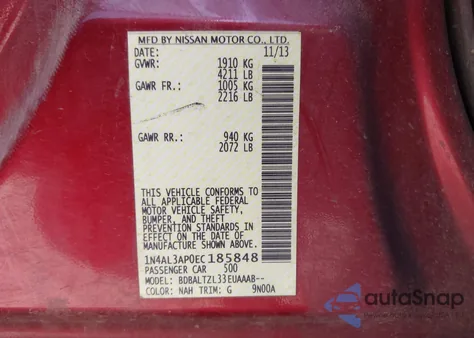 MFD BY NISSAN MOTOR CO., LTD.
DATE: 11/13
GVWR: 1910 KG
4211 LB
GAWR FR.: 1005 KG
2216 LB
GAWR RR.: 940 KG
2072 LB
THIS VEHICLE CONFORMS TO
ALL APPLICABLE FEDERAL
MOTOR VEHICLE SAFETY,
BUMPER, AND THEFT
PREVENTION STANDARDS IN
EFFECT ON THE DATE OF
MANUFACTURE SHOWN ABOVE.
1N4AL3AP0EC185848
PASSENGER CAR 500
MODEL: BDBALTZL33EUAAAB--
COLOR: NAH TRIM: G 9N00A
autoSnap